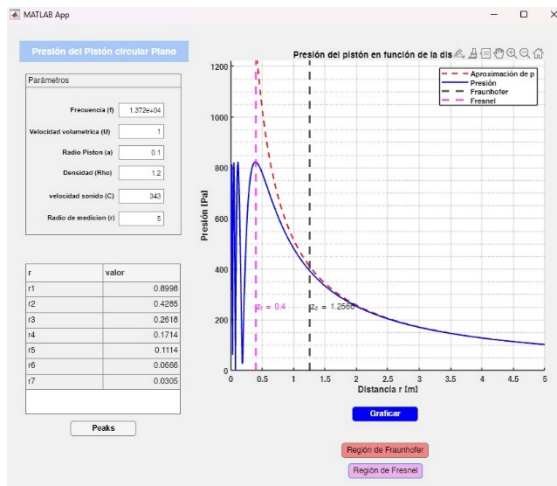 MATLAB App
Presión del Pistón circular Plano
Parámetros
Frecuencia (f) 1.372e+04
Velocidad volumetrica (U) 1
Radio Piston (a) 0.1
Densidad (Rho) 1.2
velocidad sonido (C) 343
Radio de medicion (r) 5
r valor
r1 0.8998
r2 0.4285
r3 0.2618
r4 0.1714
r5 0.1114
r6 0.0666
r7 0.0305
Peaks
Presión del pistón en función de la dis
Aproximación de p
Presión
Fraunhofer
Fresnel
Presión [Pa]
1200
1000
800
600
400
200
0
z_f = 0.4
z_d = 1.2566
0 0.5 1 1.5 2 2.5 3 3.5 4 4.5 5
Distancia r [m]
Graficar
Región de Fraunhofer
Región de Fresnel